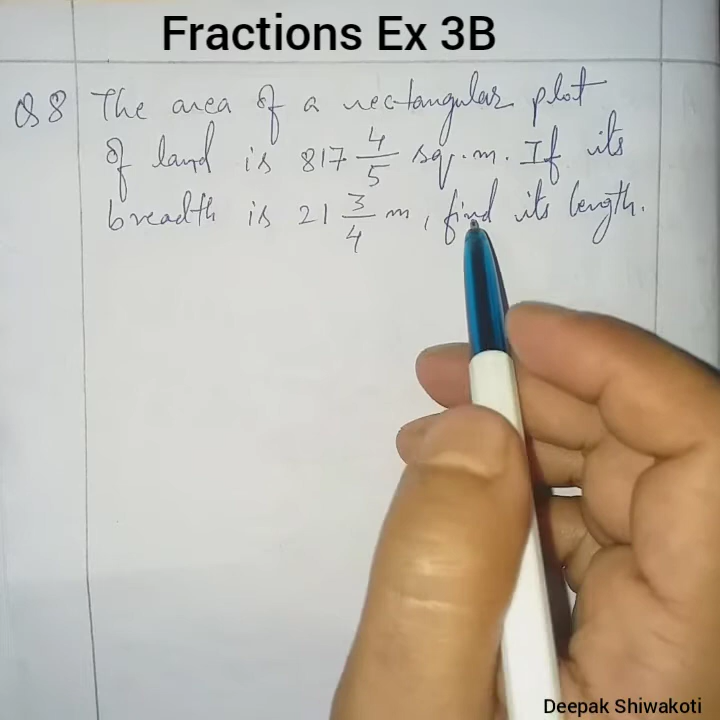 Fractions Ex 3B
Q8 The area of a rectangular plot
of land is 817 4/5 sq.m. If its
breadth is 21 3/4 m, find its length.
Deepak Shiwakoti